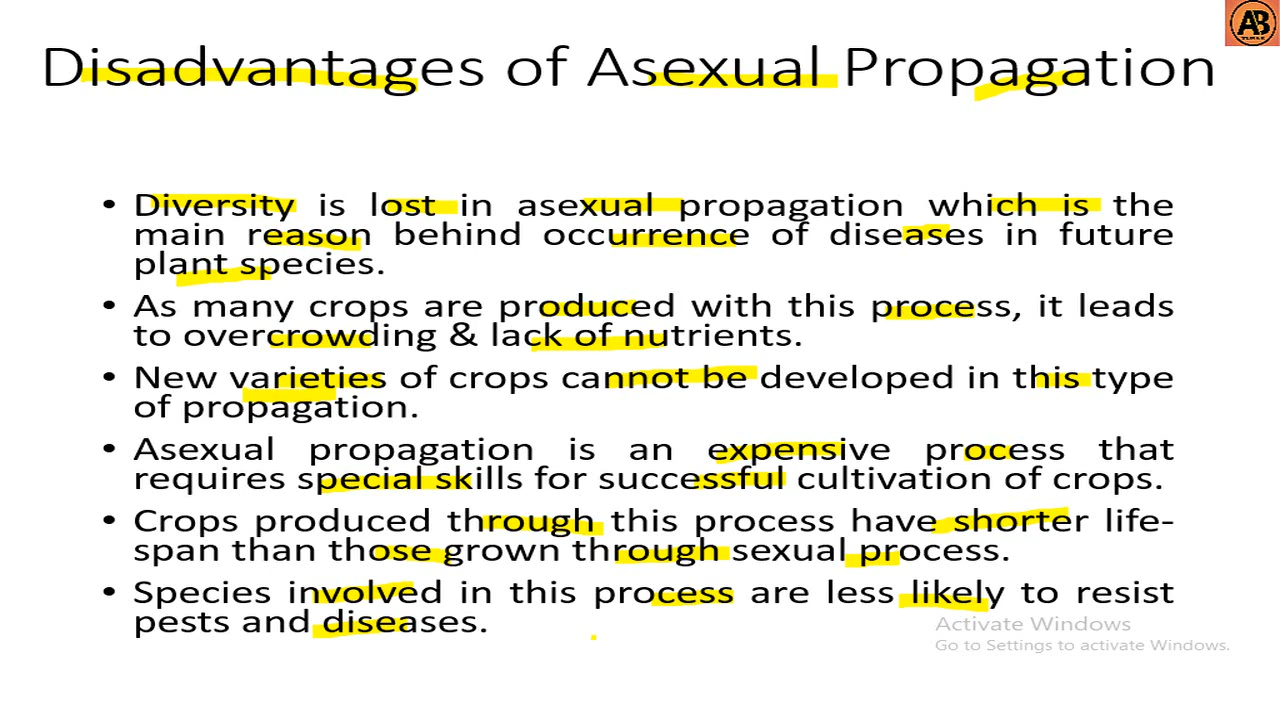 AB
Disadvantages of Asexual Propagation
• Diversity is lost in asexual propagation which is the
main reason behind occurrence of diseases in future
plant species.
• As many crops are produced with this process, it leads
to overcrowding & lack of nutrients.
• New varieties of crops cannot be developed in this type
of propagation.
• Asexual propagation is an expensive process that
requires special skills for successful cultivation of crops.
• Crops produced through this process have shorter life-
span than those grown through sexual process.
• Species involved in this process are less likely to resist
pests and diseases.
Activate Windows
Go to Settings to activate Windows.